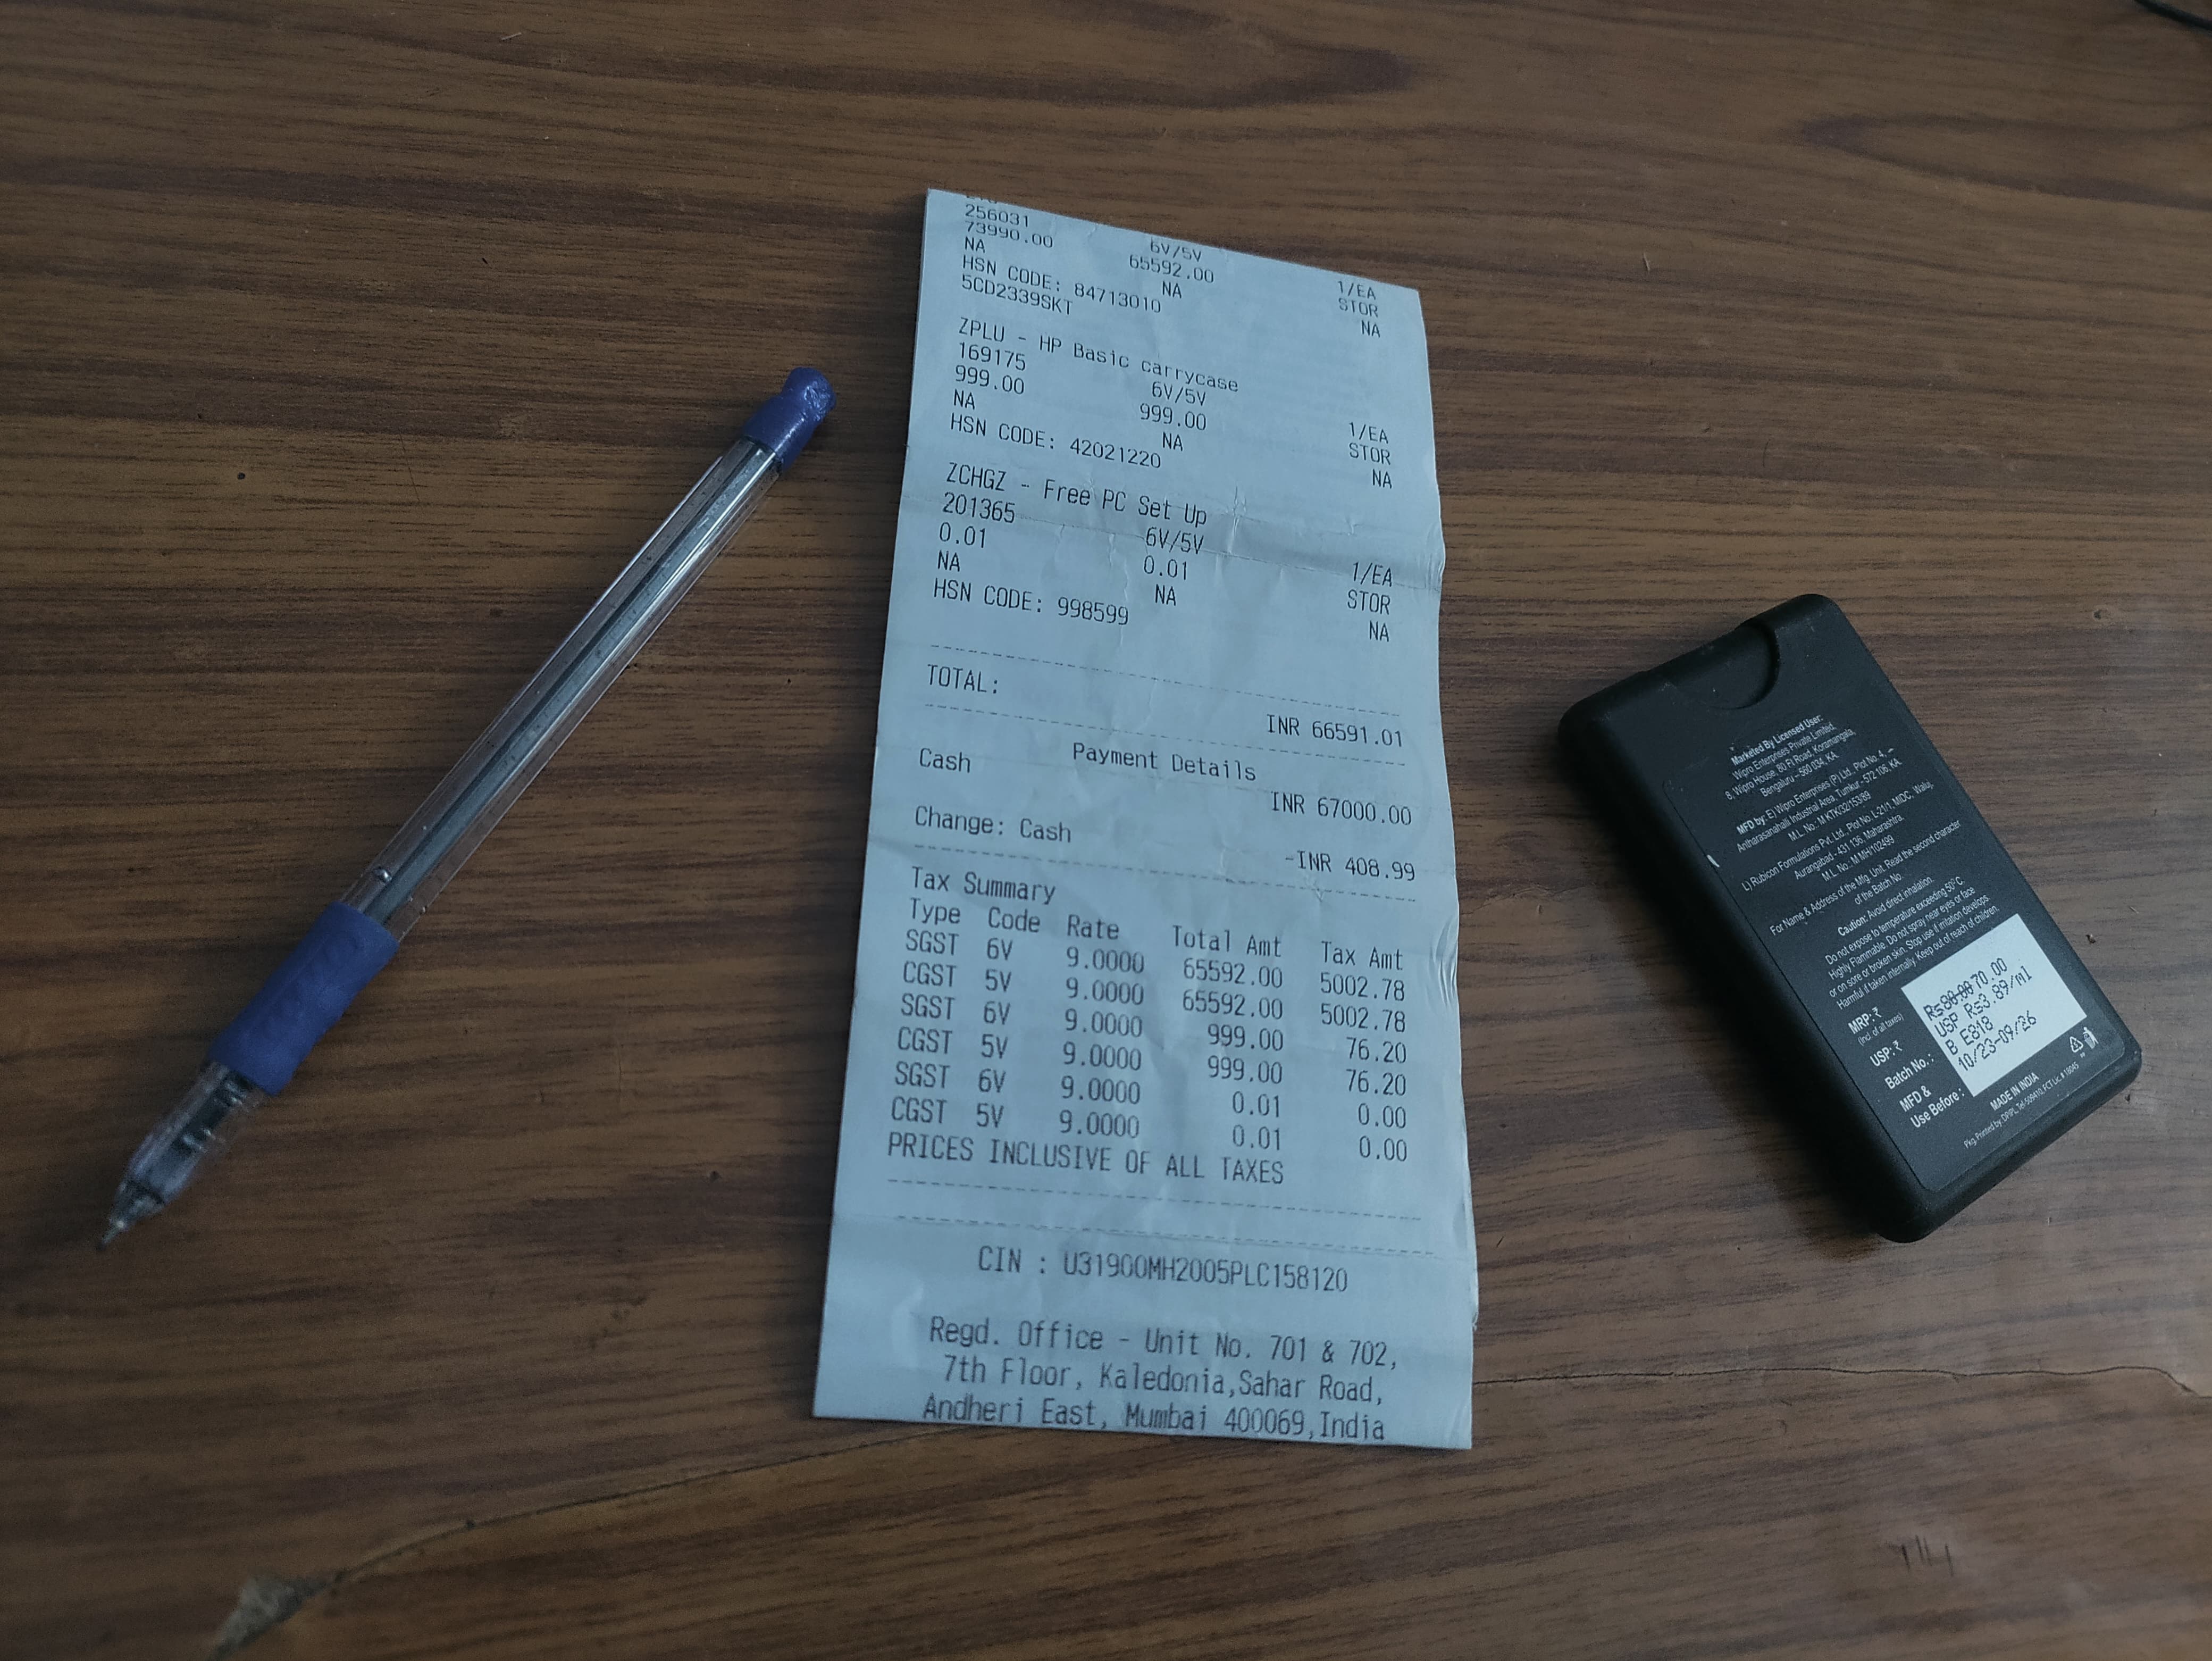 256031 6V/5V 1/EA
73990.00 65592.00 STOR
NA NA NA
HSN CODE: 84713010
5CD2339SKT
ZPLU - HP Basic carrycase
169175 6V/5V 1/EA
999.00 999.00 STOR
NA NA NA
HSN CODE: 42021220
ZCHGZ - Free PC Set Up
201365 6V/5V 1/EA
0.01 0.01 STOR
NA NA NA
HSN CODE: 998599
TOTAL: INR 66591.01
Payment Details
Cash INR 67000.00
Change: Cash -INR 408.99
Tax Summary
Type Code Rate Total Amt Tax Amt
SGST 6V 9.0000 65592.00 5002.78
CGST 5V 9.0000 65592.00 5002.78
SGST 6V 9.0000 999.00 76.20
CGST 5V 9.0000 999.00 76.20
SGST 6V 9.0000 0.01 0.00
CGST 5V 9.0000 0.01 0.00
PRICES INCLUSIVE OF ALL TAXES
CIN : U31900MH2005PLC158120
Regd. Office - Unit No. 701 & 702,
7th Floor, Kaledonia,Sahar Road,
Andheri East, Mumbai 400069,India
Marketed By Licensed User:
Wipro Enterprises Private Limited,
8, Wipro House, 80 Ft Road, Koramangala,
Bengaluru – 560 034, KA.
MFD by: E) Wipro Enterprises (P) Ltd., Plot No. 4, –
Antharasanahalli Industrial Area, Tumkur - 572 106, KA
M.L. No.: M KTK/32/153/89
L) Rubicon Formulations Pvt. Ltd., Plot No. L-21/1, MIDC, Waluj,
Aurangabad - 431 136, Maharashtra.
M.L. No.: M MH/102499
For Name & Address of the Mfg. Unit, Read the second character
of the Batch No.
Caution: Avoid direct inhalation.
Do not expose to temperature exceeding 50°C.
Highly Flammable. Do not spray near eyes or face
or on sore or broken skin. Stop use if irritation develops
Harmful if taken internally. Keep out of reach of children.
MRP: ₹ Rs80.00 70.00
(Incl. of all taxes)
USP: ₹ USP Rs3.89/ml
Batch No.: B E818
MFD &
Use Before: 10/23-09/26
MADE IN INDIA